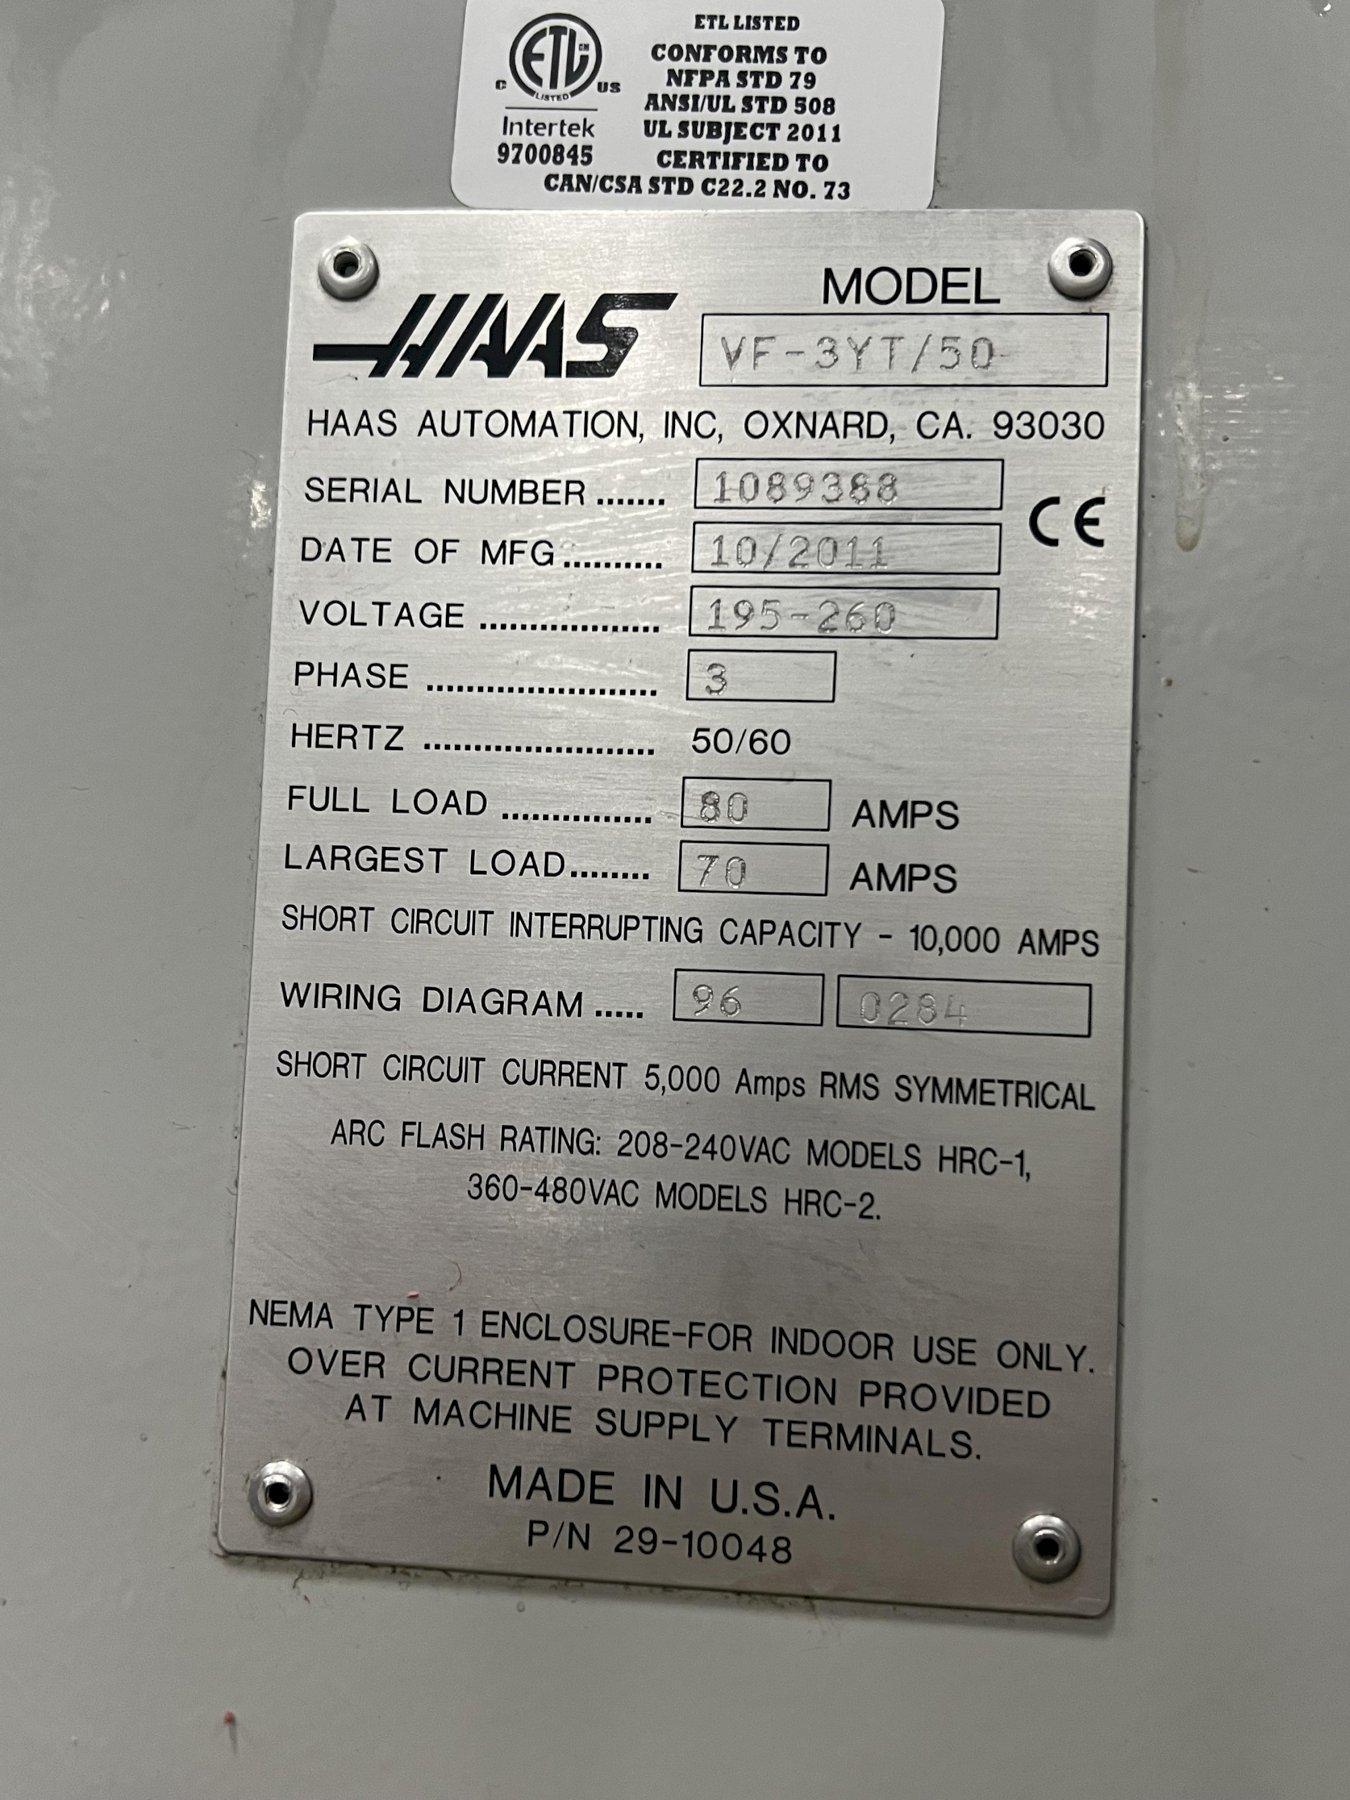 ETL LISTED
CONFORMS TO
NFPA STD 79
ANSI/UL STD 508
UL SUBJECT 2011
CERTIFIED TO
CAN/CSA STD C22.2 NO. 73
ETL CM
LISTED
C US
Intertek
9700845
HAAS
MODEL
VF-3YT/50
HAAS AUTOMATION, INC, OXNARD, CA. 93030
SERIAL NUMBER ....... 1089388
CE
DATE OF MFG .......... 10/2011
VOLTAGE .................. 195-260
PHASE ....................... 3
HERTZ ....................... 50/60
FULL LOAD ............... 80 AMPS
LARGEST LOAD ........ 70 AMPS
SHORT CIRCUIT INTERRUPTING CAPACITY - 10,000 AMPS
WIRING DIAGRAM ..... 96 0284
SHORT CIRCUIT CURRENT 5,000 Amps RMS SYMMETRICAL
ARC FLASH RATING: 208-240VAC MODELS HRC-1,
360-480VAC MODELS HRC-2.
NEMA TYPE 1 ENCLOSURE-FOR INDOOR USE ONLY.
OVER CURRENT PROTECTION PROVIDED
AT MACHINE SUPPLY TERMINALS.
MADE IN U.S.A.
P/N 29-10048